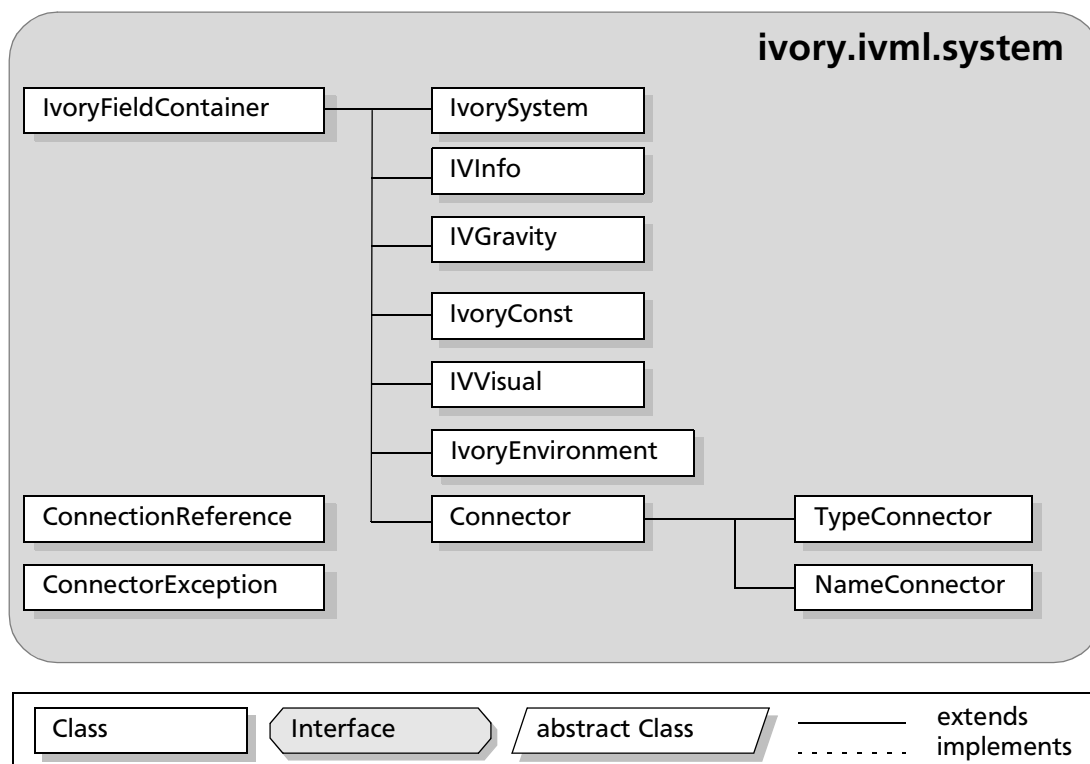 ivory.ivml.system
IvoryFieldContainer
IvorySystem
IVInfo
IVGravity
IvoryConst
IVVisual
IvoryEnvironment
ConnectionReference
Connector
TypeConnector
ConnectorException
NameConnector
Class
Interface
abstract Class
extends
implements